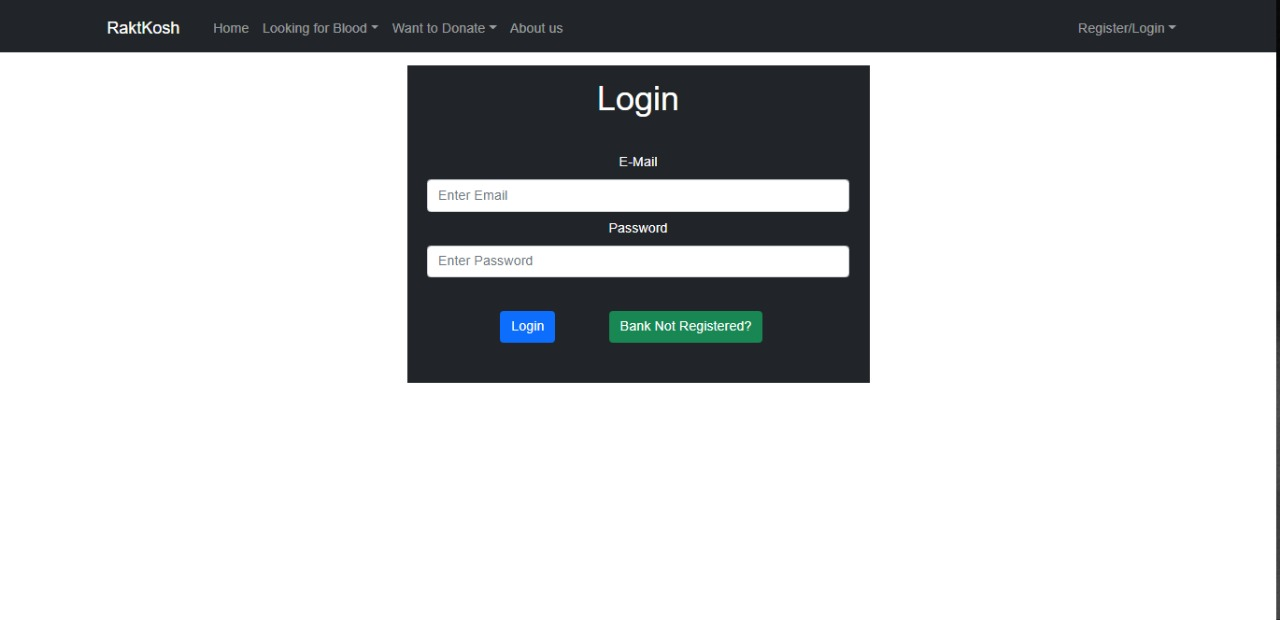 RaktKosh Home Looking for Blood Want to Donate About us Register/Login
Login
E-Mail
Enter Email
Password
Enter Password
Login Bank Not Registered?